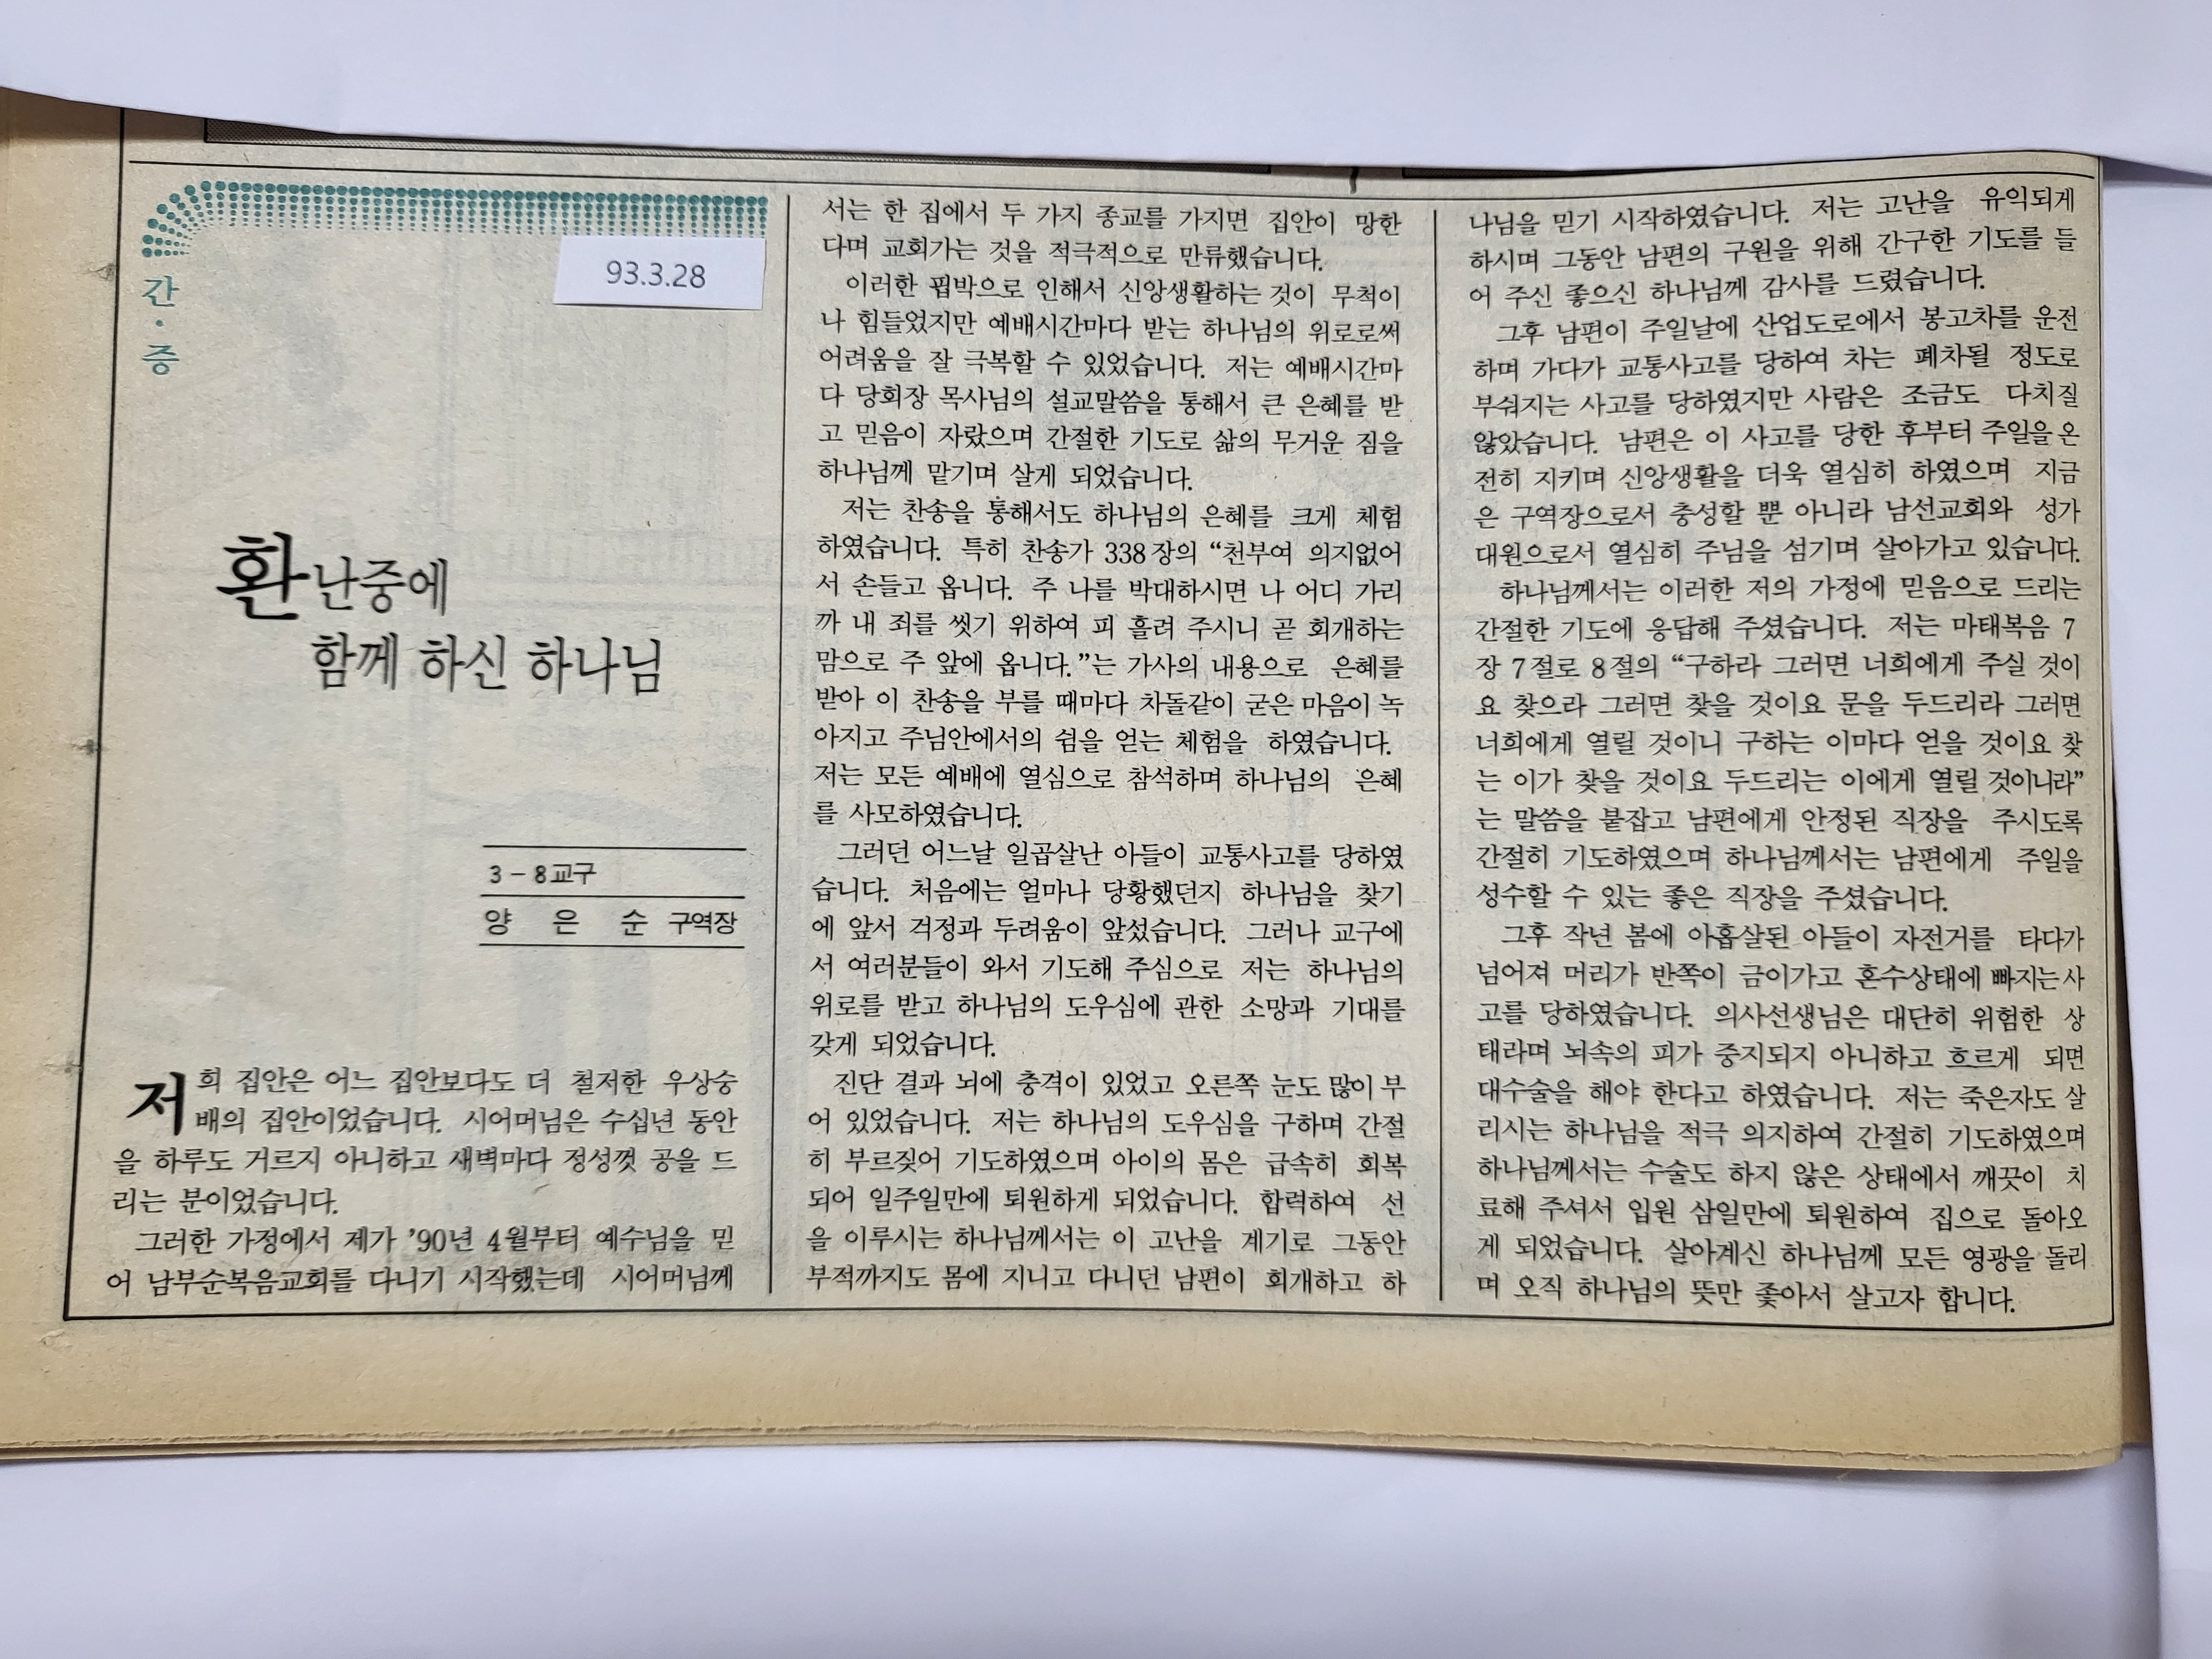 간·증
93.3.28
환난중에
함께 하신 하나님
3-8교구
양 은 순 구역장
저희 집안은 어느 집안보다도 더 철저한 우상숭
배의 집안이었습니다. 시어머님은 수십년 동안
을 하루도 거르지 아니하고 새벽마다 정성껏 공을 드
리는 분이었습니다.
그러한 가정에서 제가 '90년 4월부터 예수님을 믿
어 남부순복음교회를 다니기 시작했는데 시어머님께
서는 한 집에서 두 가지 종교를 가지면 집안이 망한
다며 교회가는 것을 적극적으로 만류했습니다.
이러한 핍박으로 인해서 신앙생활하는 것이 무척이
나 힘들었지만 예배시간마다 받는 하나님의 위로로써
어려움을 잘 극복할 수 있었습니다. 저는 예배시간마
다 당회장 목사님의 설교말씀을 통해서 큰 은혜를 받
고 믿음이 자랐으며 간절한 기도로 삶의 무거운 짐을
하나님께 맡기며 살게 되었습니다.
저는 찬송을 통해서도 하나님의 은혜를 크게 체험
하였습니다. 특히 찬송가 338장의 “천부여 의지없어
서 손들고 옵니다. 주 나를 박대하시면 나 어디 가리
까 내 죄를 씻기 위하여 피 흘려 주시니 곧 회개하는
맘으로 주 앞에 옵니다.”는 가사의 내용으로 은혜를
받아 이 찬송을 부를 때마다 차돌같이 굳은 마음이 녹
아지고 주님안에서의 쉼을 얻는 체험을 하였습니다.
저는 모든 예배에 열심으로 참석하며 하나님의 은혜
를 사모하였습니다.
그러던 어느날 일곱살난 아들이 교통사고를 당하였
습니다. 처음에는 얼마나 당황했던지 하나님을 찾기
에 앞서 걱정과 두려움이 앞섰습니다. 그러나 교구에
서 여러분들이 와서 기도해 주심으로 저는 하나님의
위로를 받고 하나님의 도우심에 관한 소망과 기대를
갖게 되었습니다.
진단 결과 뇌에 충격이 있었고 오른쪽 눈도 많이 부
어 있었습니다. 저는 하나님의 도우심을 구하며 간절
히 부르짖어 기도하였으며 아이의 몸은 급속히 회복
되어 일주일만에 퇴원하게 되었습니다. 합력하여 선
을 이루시는 하나님께서는 이 고난을 계기로 그동안
부적까지도 몸에 지니고 다니던 남편이 회개하고 하
나님을 믿기 시작하였습니다. 저는 고난을 유익되게
하시며 그동안 남편의 구원을 위해 간구한 기도를 들
어 주신 좋으신 하나님께 감사를 드렸습니다.
그후 남편이 주일날에 산업도로에서 봉고차를 운전
하며 가다가 교통사고를 당하여 차는 폐차될 정도로
부숴지는 사고를 당하였지만 사람은 조금도 다치질
않았습니다. 남편은 이 사고를 당한 후부터 주일을 온
전히 지키며 신앙생활을 더욱 열심히 하였으며 지금
은 구역장으로서 충성할 뿐 아니라 남선교회와 성가
대원으로서 열심히 주님을 섬기며 살아가고 있습니다.
하나님께서는 이러한 저의 가정에 믿음으로 드리는
간절한 기도에 응답해 주셨습니다. 저는 마태복음 7
장 7절로 8절의 “구하라 그러면 너희에게 주실 것이
요 찾으라 그러면 찾을 것이요 문을 두드리라 그러면
너희에게 열릴 것이니 구하는 이마다 얻을 것이요 찾
는 이가 찾을 것이요 두드리는 이에게 열릴 것이니라”
는 말씀을 붙잡고 남편에게 안정된 직장을 주시도록
간절히 기도하였으며 하나님께서는 남편에게 주일을
성수할 수 있는 좋은 직장을 주셨습니다.
그후 작년 봄에 아홉살된 아들이 자전거를 타다가
넘어져 머리가 반쪽이 금이가고 혼수상태에 빠지는 사
고를 당하였습니다. 의사선생님은 대단히 위험한 상
태라며 뇌속의 피가 중지되지 아니하고 흐르게 되면
대수술을 해야 한다고 하였습니다. 저는 죽은자도 살
리시는 하나님을 적극 의지하여 간절히 기도하였으며
하나님께서는 수술도 하지 않은 상태에서 깨끗이 치
료해 주셔서 입원 삼일만에 퇴원하여 집으로 돌아오
게 되었습니다. 살아계신 하나님께 모든 영광을 돌리
며 오직 하나님의 뜻만 좇아서 살고자 합니다.